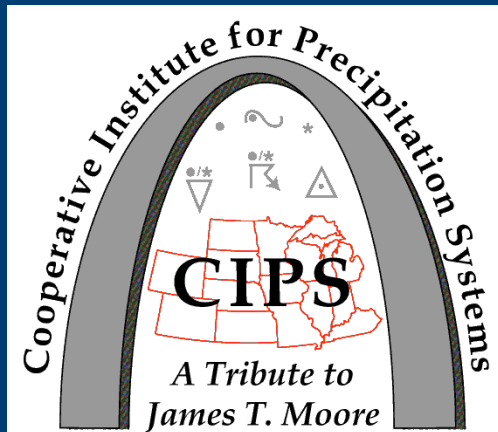 Cooperative Institute for Precipitation Systems
CIPS
A Tribute to
James T. Moore